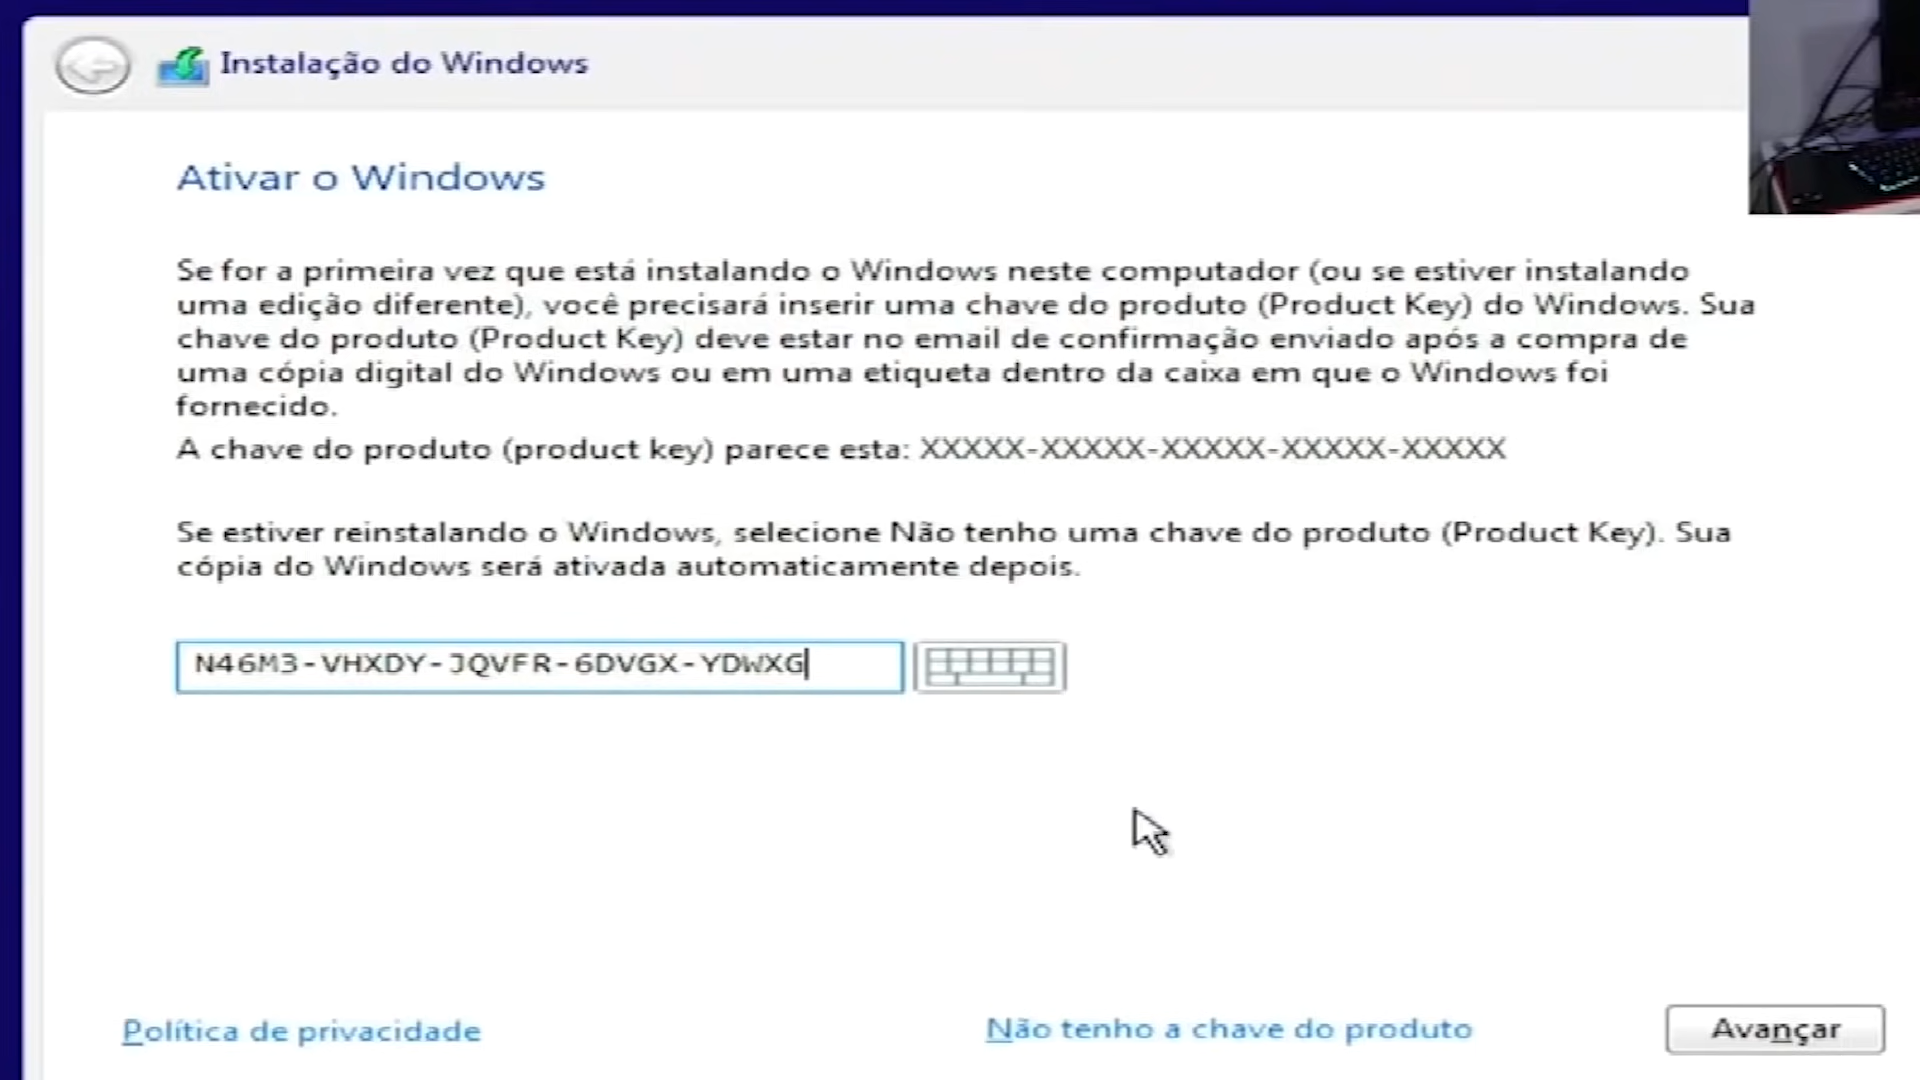 Instalação do Windows
Ativar o Windows
Se for a primeira vez que está instalando o Windows neste computador (ou se estiver instalando
uma edição diferente), você precisará inserir uma chave do produto (Product Key) do Windows. Sua
chave do produto (Product Key) deve estar no email de confirmação enviado após a compra de
uma cópia digital do Windows ou em uma etiqueta dentro da caixa em que o Windows foi
fornecido.
A chave do produto (product key) parece esta: XXXXX-XXXXX-XXXXX-XXXXX-XXXXX
Se estiver reinstalando o Windows, selecione Não tenho uma chave do produto (Product Key). Sua
cópia do Windows será ativada automaticamente depois.
N46M3-VHXDY-JQVFR-6DVGX-YDWXG
Política de privacidade
Não tenho a chave do produto
Avançar